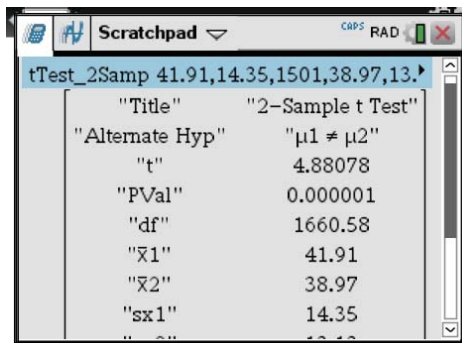 Scratchpad
CAPS RAD
tTest_2Samp 41.91,14.35,1501,38.97,13.
"Title" "2-Sample t Test"
"Alternate Hyp" "μ1 ≠ μ2"
"t" 4.88078
"PVal" 0.000001
"df" 1660.58
"x̄1" 41.91
"x̄2" 38.97
"sx1" 14.35